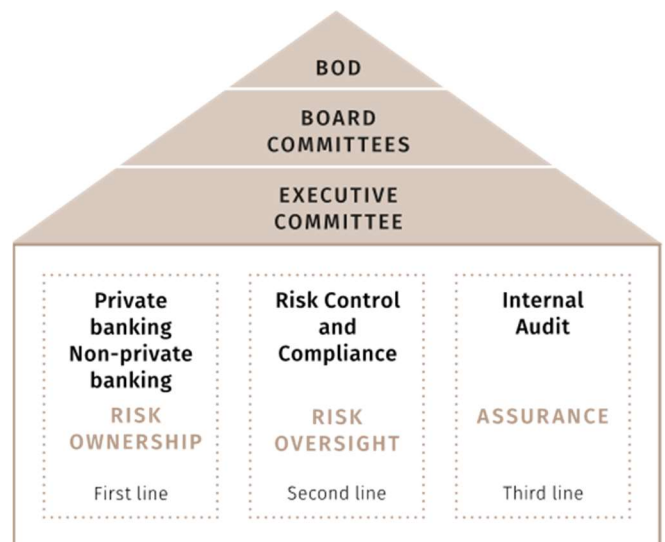 BOD
BOARD
COMMITTEES
EXECUTIVE
COMMITTEE
Private
banking
Non-private
banking
RISK
OWNERSHIP
First line
Risk Control
and
Compliance
RISK
OVERSIGHT
Second line
Internal
Audit
ASSURANCE
Third line